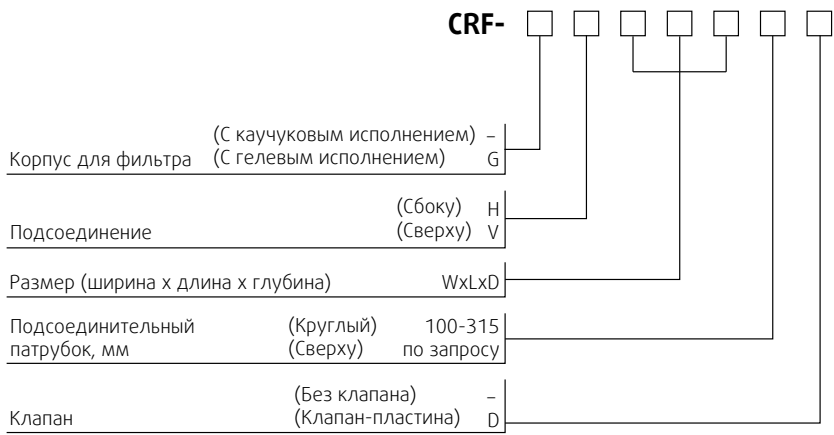 CRF-
(С каучуковым исполнением) –
Корпус для фильтра (С гелевым исполнением) G
(Сбоку) H
Подсоединение (Сверху) V
Размер (ширина x длина x глубина) WxLxD
Подсоединительный (Круглый) 100-315
патрубок, мм (Сверху) по запросу
(Без клапана) –
Клапан (Клапан-пластина) D